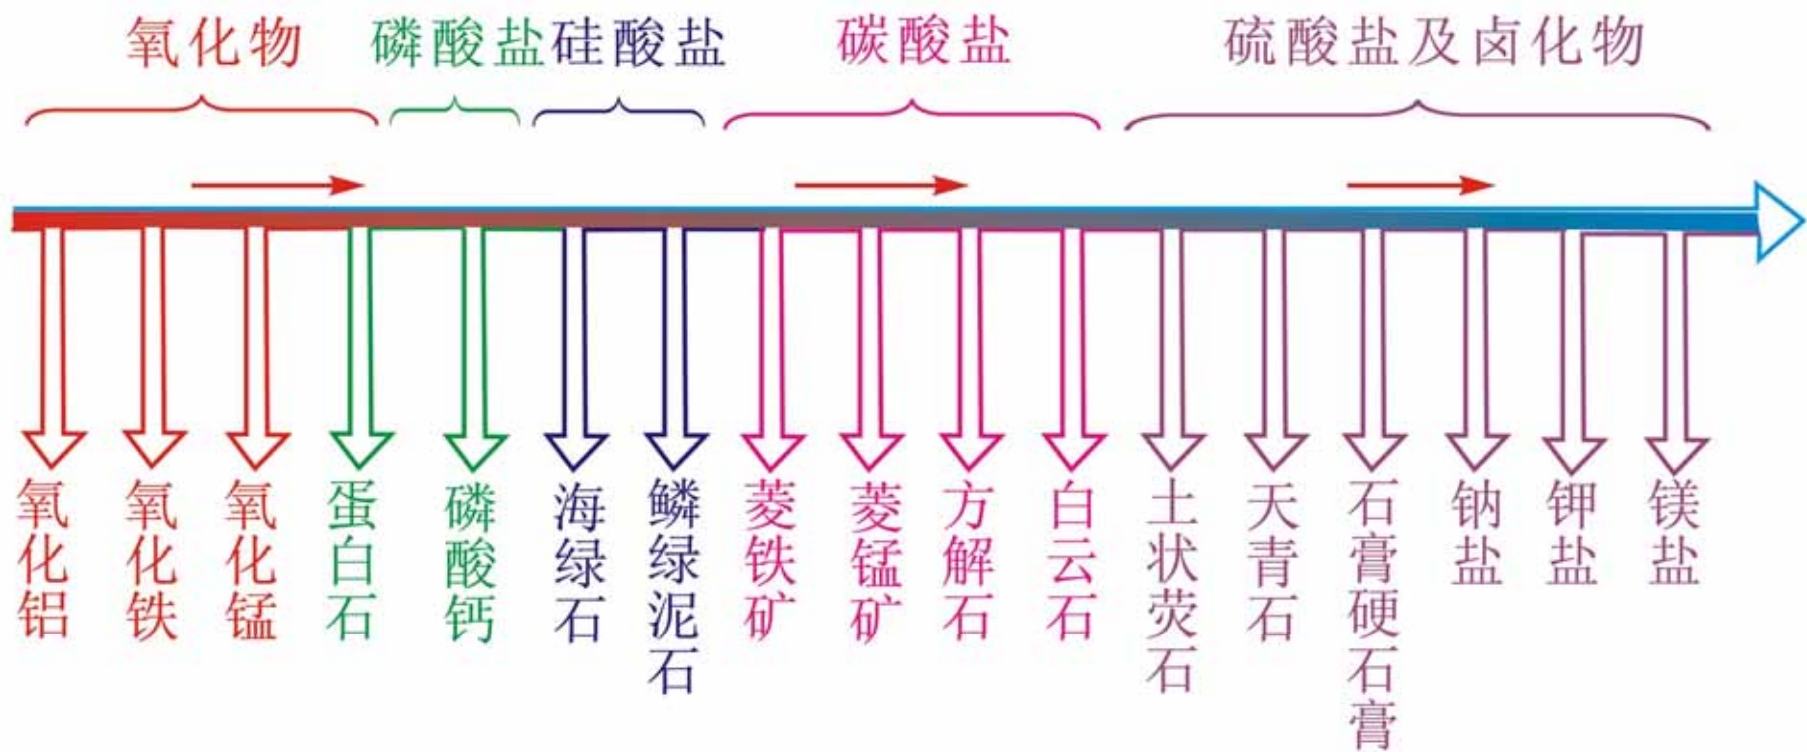 氧化物
磷酸盐
硅酸盐
碳酸盐
硫酸盐及卤化物
氧化铝
氧化铁
氧化锰
蛋白石
磷酸钙
海绿石
鳞绿泥石
菱铁矿
菱锰矿
方解石
白云石
土状荧石
天青石
石膏硬石膏
钠盐
钾盐
镁盐